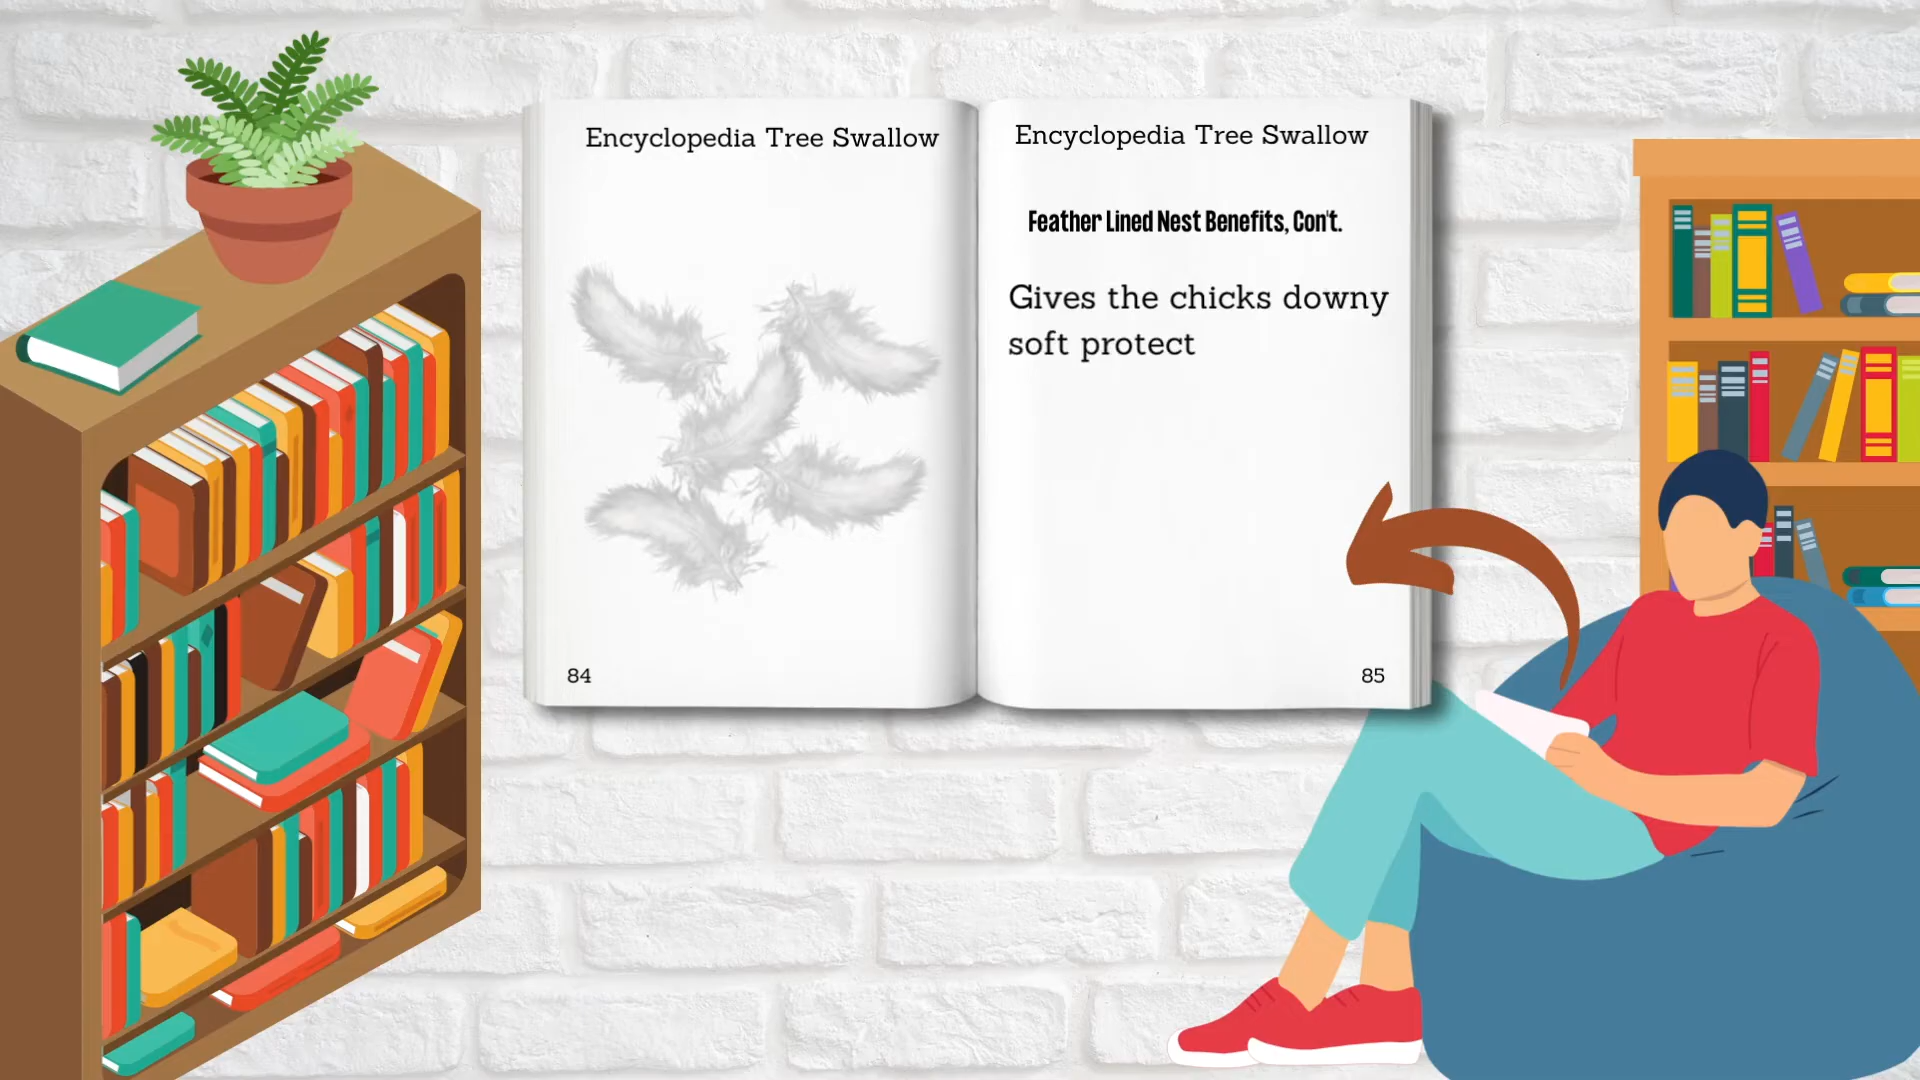 Encyclopedia Tree Swallow
84
Encyclopedia Tree Swallow
Feather Lined Nest Benefits, Con't.
Gives the chicks downy
soft protect
85